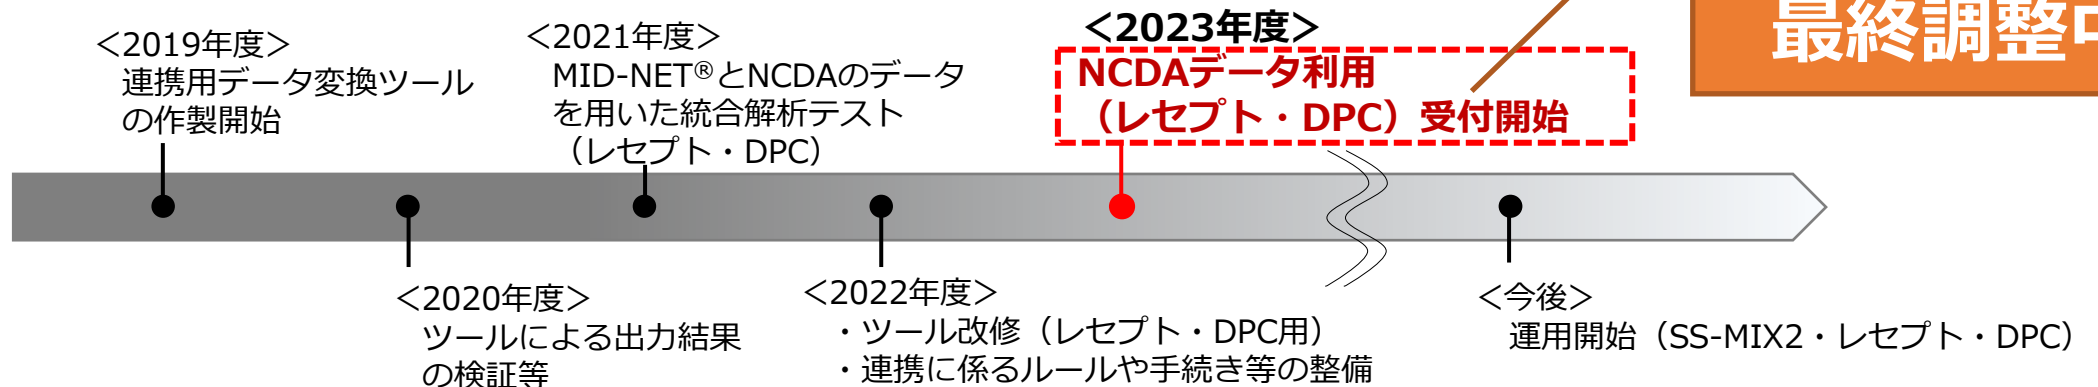 ＜2019年度＞
連携用データ変換ツール
の作製開始
＜2021年度＞
MID-NET®とNCDAのデータ
を用いた統合解析テスト
（レセプト・DPC）
＜2023年度＞
NCDAデータ利用
（レセプト・DPC）受付開始
最終調整中
＜2020年度＞
ツールによる出力結果
の検証等
＜2022年度＞
・ツール改修（レセプト・DPC用）
・連携に係るルールや手続き等の整備
＜今後＞
運用開始（SS-MIX2・レセプト・DPC）